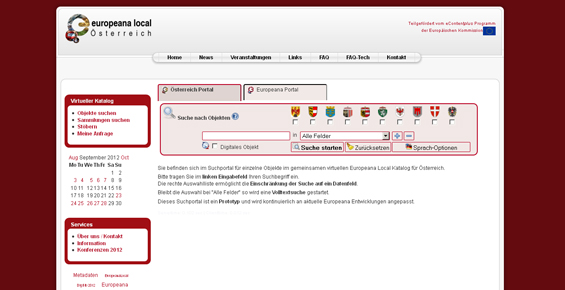 europeana local
Österreich
Teilgefördert vom eContentplus Programm
der Europäischen Kommission
Home News Veranstaltungen Links FAQ FAQ-Tech Kontakt
Virtueller Katalog
Objekte suchen
Sammlungen suchen
Stöbern
Meine Anfrage
Aug September 2012 Oct
Mo Tu We Th Fr Sa Su
1 2
3 4 5 6 7 8 9
10 11 12 13 14 15 16
17 18 19 20 21 22 23
24 25 26 27 28 29 30
Services
Über uns / Kontakt
Information
Konferenzen 2012
Metadaten
Europeana
Österreich Portal
Europeana Portal
Suche nach Objekten
in Alle Felder
Digitales Objekt
Suche starten
Zurücksetzen
Sprach-Optionen
Sie befinden sich im Suchportal für einzelne Objekte im gemeinsamen virtuellen Europeana Local Katalog für Österreich.
Bitte tragen Sie im linken Eingabefeld Ihren Suchbegriff ein.
Die rechte Auswahlliste ermöglicht die Einschränkung der Suche auf ein Datenfeld.
Bleibt die Auswahl bei "Alle Felder" so wird eine Volltextsuche gestartet.
Dieses Suchportal ist ein Prototyp und wird kontinuierlich an aktuelle Europeana Entwicklungen angepasst.